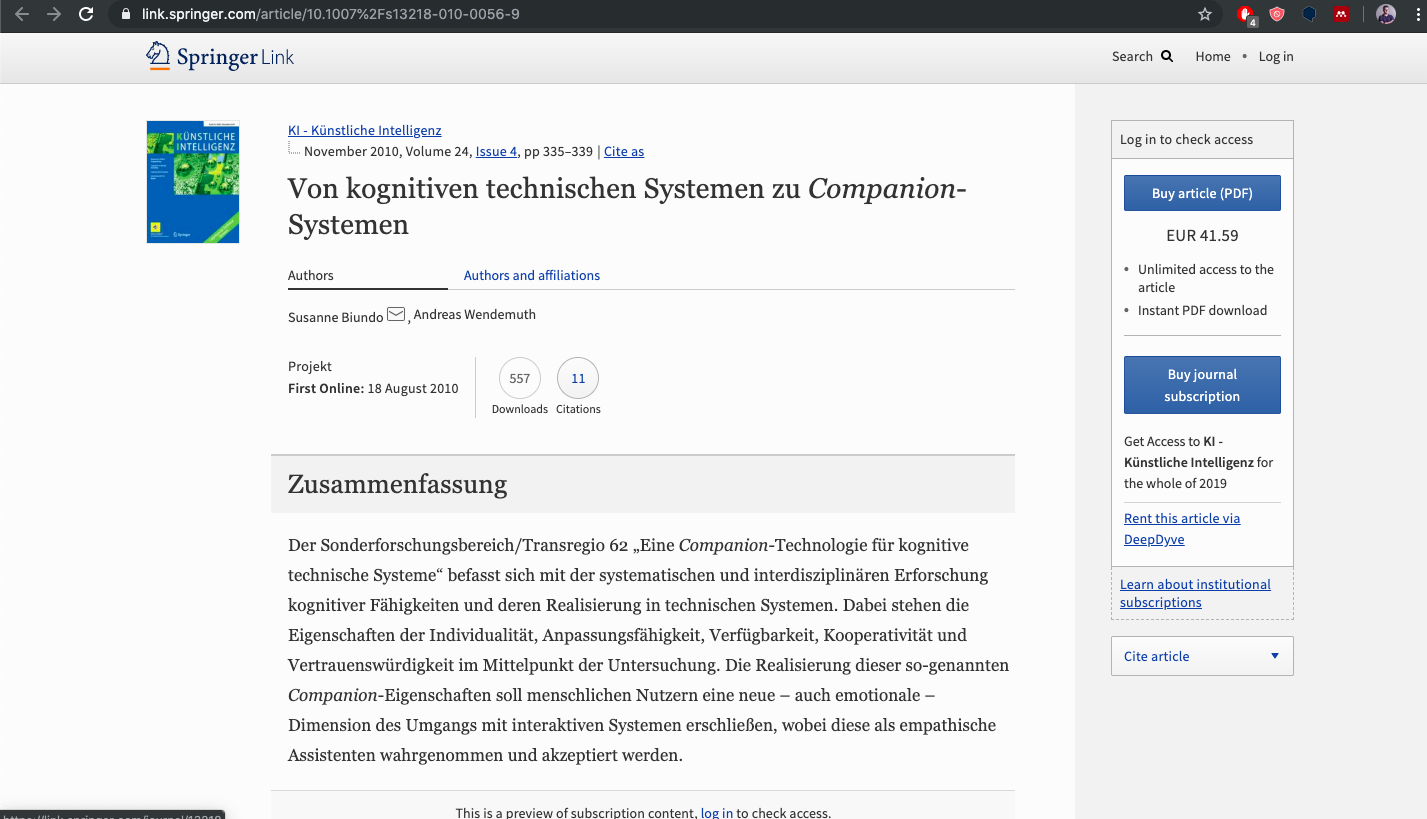 link.springer.com/article/10.1007%2Fs13218-010-0056-9
4
Springer Link
Search
Home • Log in
KÜNSTLICHE
INTELLIGENZ
Springer
KI - Künstliche Intelligenz
November 2010, Volume 24, Issue 4, pp 335–339 | Cite as
Von kognitiven technischen Systemen zu Companion-
Systemen
Authors
Authors and affiliations
Susanne Biundo , Andreas Wendemuth
Projekt
First Online: 18 August 2010
557
11
Downloads
Citations
Zusammenfassung
Der Sonderforschungsbereich/Transregio 62 „Eine Companion-Technologie für kognitive
technische Systeme“ befasst sich mit der systematischen und interdisziplinären Erforschung
kognitiver Fähigkeiten und deren Realisierung in technischen Systemen. Dabei stehen die
Eigenschaften der Individualität, Anpassungsfähigkeit, Verfügbarkeit, Kooperativität und
Vertrauenswürdigkeit im Mittelpunkt der Untersuchung. Die Realisierung dieser so-genannten
Companion-Eigenschaften soll menschlichen Nutzern eine neue – auch emotionale –
Dimension des Umgangs mit interaktiven Systemen erschließen, wobei diese als empathische
Assistenten wahrgenommen und akzeptiert werden.
This is a preview of subscription content, log in to check access.
Log in to check access
Buy article (PDF)
EUR 41.59
• Unlimited access to the
article
• Instant PDF download
Buy journal
subscription
Get Access to KI -
Künstliche Intelligenz for
the whole of 2019
Rent this article via
DeepDyve
Learn about institutional
subscriptions
Cite article